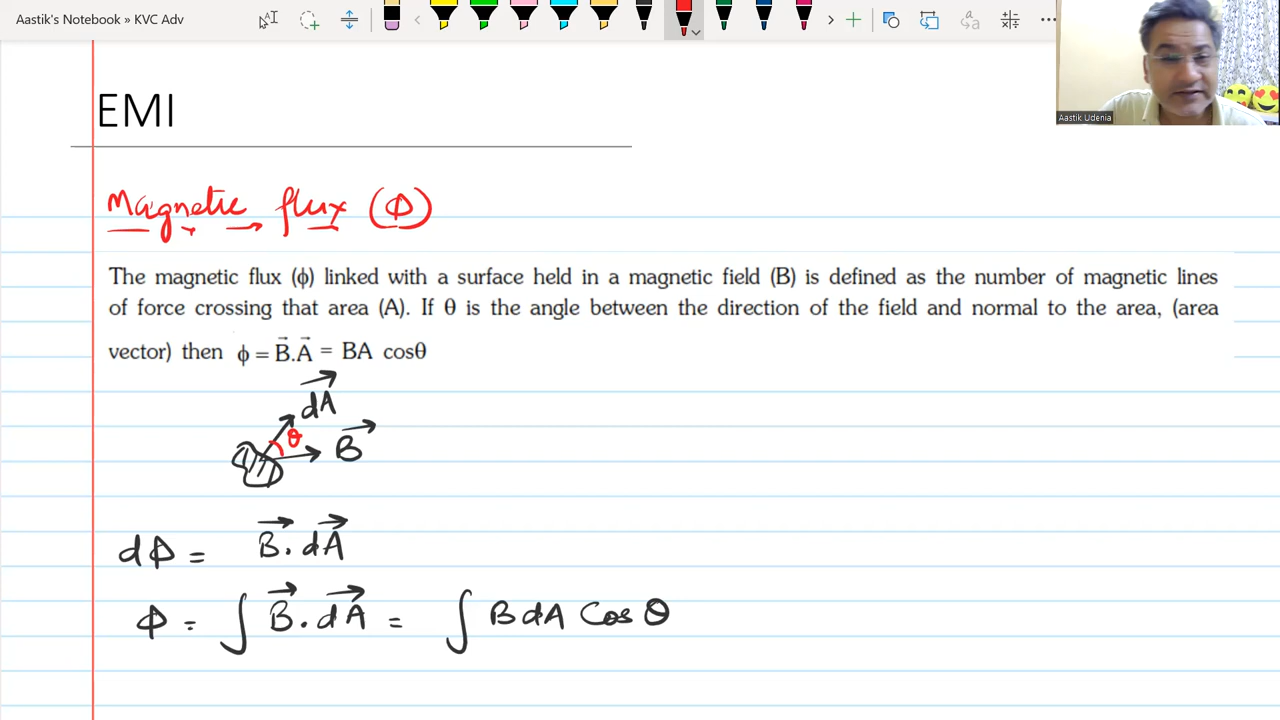 Aastik's Notebook » KVC Adv
Aastik Udenia
EMI
Magnetic flux (Φ)
The magnetic flux (ϕ) linked with a surface held in a magnetic field (B) is defined as the number of magnetic lines
of force crossing that area (A). If θ is the angle between the direction of the field and normal to the area, (area
vector) then ϕ = B⃗.A⃗ = BA cosθ
dA⃗
θ
B⃗
dΦ = B⃗. dA⃗
Φ = ∫ B⃗. dA⃗ = ∫ B dA Cos θ